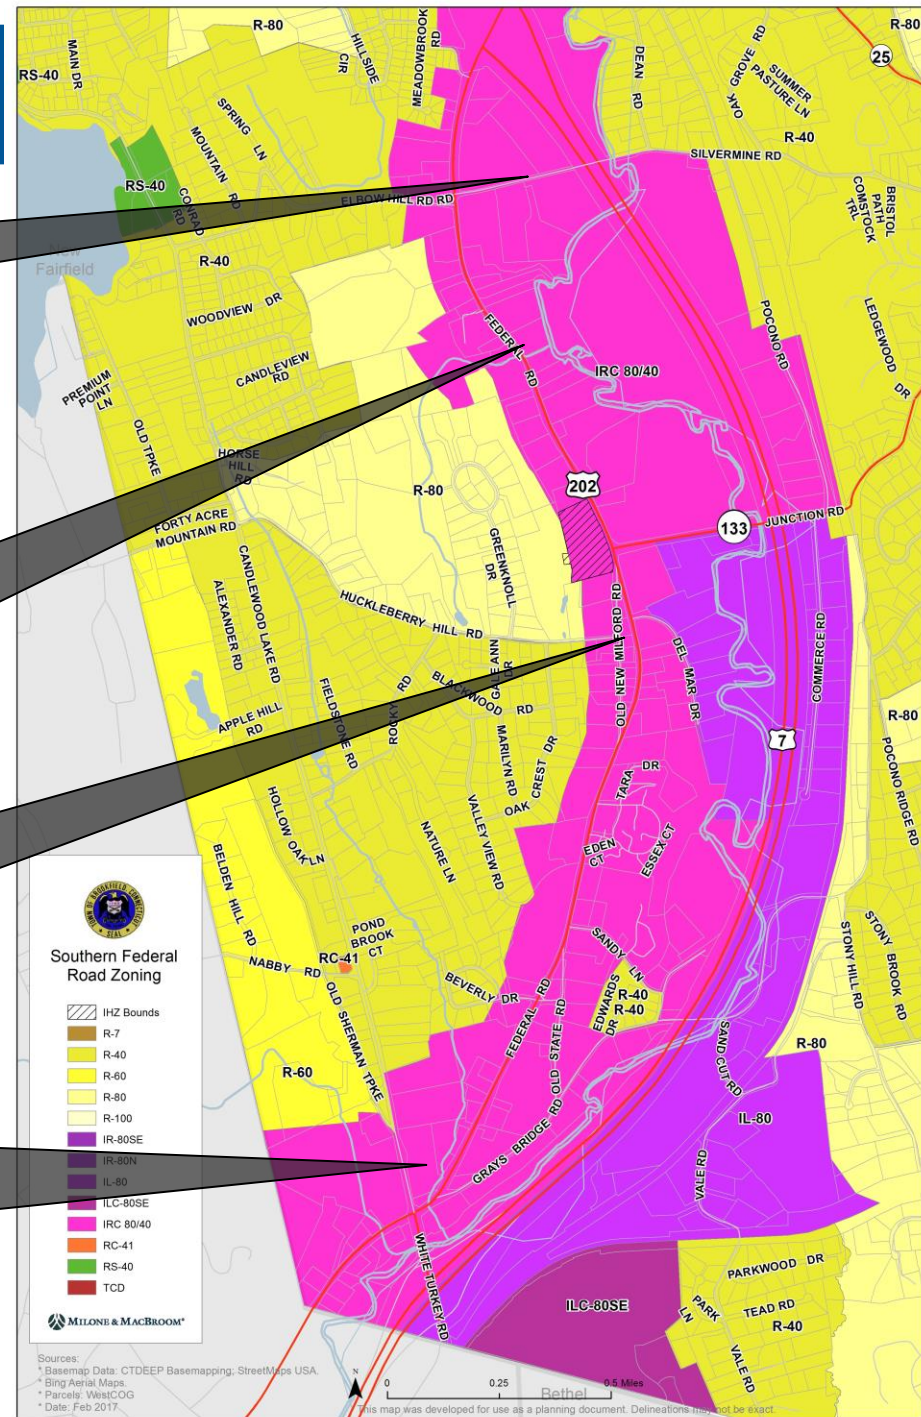 R-80
R-80
25
MAIN DR
RS-40
HILLSIDE
CIR
MEADOWBROOK
RD
DEAN RD
OAK GROVE RD
SUMMER
PASTURE LN
SPRING LN
MOUNTAIN RD
R-40
SILVERMINE RD
RS-40
CONRAD
RD
ELBOW HILL RD RD
BRISTOL
PATH
COMSTOCK
TRL
New
Fairfield
R-40
WOODVIEW DR
FEDERAL RD
POCONO RD
LEDGEWOOD DR
CANDLEVIEW
RD
IRC 80/40
PREMIUM
POINT
LN
OLD TPKE
HORSE
HILL
RD
R-80
202
FORTY ACRE
MOUNTAIN RD
133
JUNCTION RD
GREENKNOLL
DR
CANDLEWOOD LAKE RD
ALEXANDER RD
HUCKLEBERRY HILL RD
OLD NEW MILFORD RD
DEL MAR DR
COMMERCE RD
GALE ANN
DR
BLACKWOOD RD
ROCKY RD
FIELDSTONE RD
APPLE HILL
RD
R-80
7
MARILYN RD
CREST DR
OAK
TARA DR
POCONO RIDGE RD
HOLLOW OAK LN
NATURE LN
VALLEY VIEW RD
EDEN
CT
ESSEX CT
BELDEN HILL RD
POND
BROOK
CT
NABBY RD
RC-41
SANDY LN
STONY HILL RD
STONY BROOK RD
BEVERLY DR
OLD SHERMAN TPKE
FEDERAL RD
OLD STATE RD
EDWARDS
DR
R-40
R-40
R-80
SAND CUT RD
R-60
GRAYS BRIDGE RD
IL-80
VALE RD
WHITE TURKEY RD
PARKWOOD DR
ILC-80SE
PARK
LN
TEAD RD
R-40
VALE RD
TOWN OF BROOKFIELD, CONNECTICUT
SEAL
Southern Federal
Road Zoning
IHZ Bounds
R-7
R-40
R-60
R-80
R-100
IR-80SE
IR-80N
IL-80
ILC-80SE
IRC 80/40
RC-41
RS-40
TCD
MILONE & MACBROOM®
Sources:
* Basemap Data: CTDEEP Basemapping; StreetMaps USA.
* Bing Aerial Maps.
* Parcels: WestCOG
* Date: Feb 2017
N
0 0.25 0.5 Miles
Bethel
This map was developed for use as a planning document. Delineations may not be exact.